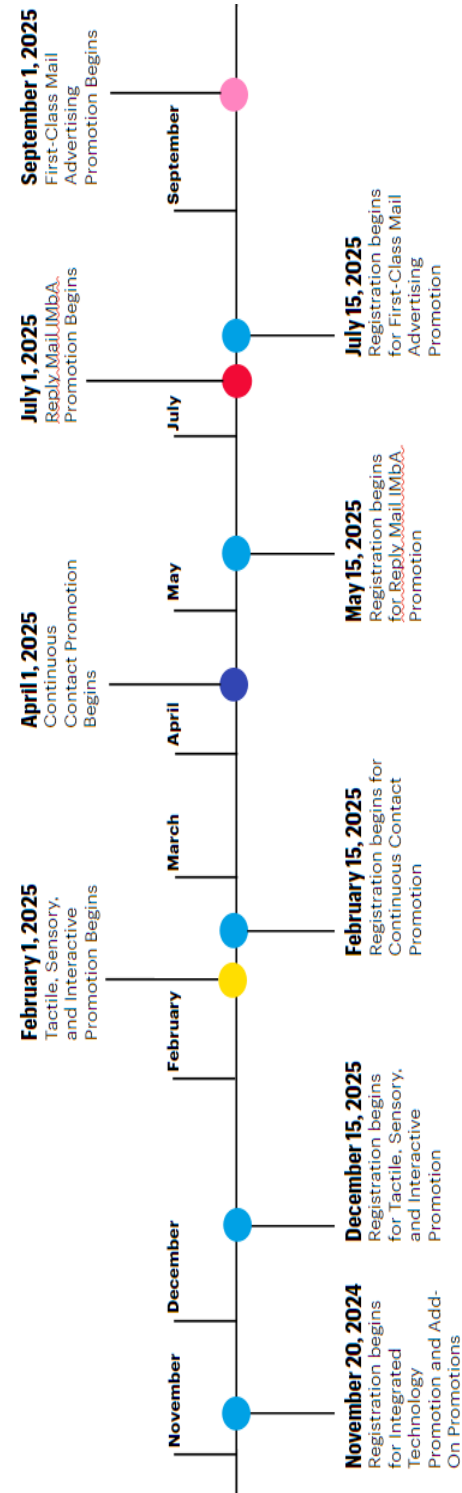 November 20, 2024
Registration begins
for Integrated
Technology
Promotion and Add-
On Promotions
November
December
December 15, 2025
Registration begins
for Tactile, Sensory,
and Interactive
Promotion
February
February 1, 2025
Tactile, Sensory,
and Interactive
Promotion Begins
February 15, 2025
Registration begins for
Continuous Contact
Promotion
March
April
April 1, 2025
Continuous
Contact Promotion
Begins
May
May 15, 2025
Registration begins
for Reply Mail IMbA
Promotion
July
July 1, 2025
Reply Mail IMbA
Promotion Begins
July 15, 2025
Registration begins
for First-Class Mail
Advertising
Promotion
September
September 1, 2025
First-Class Mail
Advertising
Promotion Begins